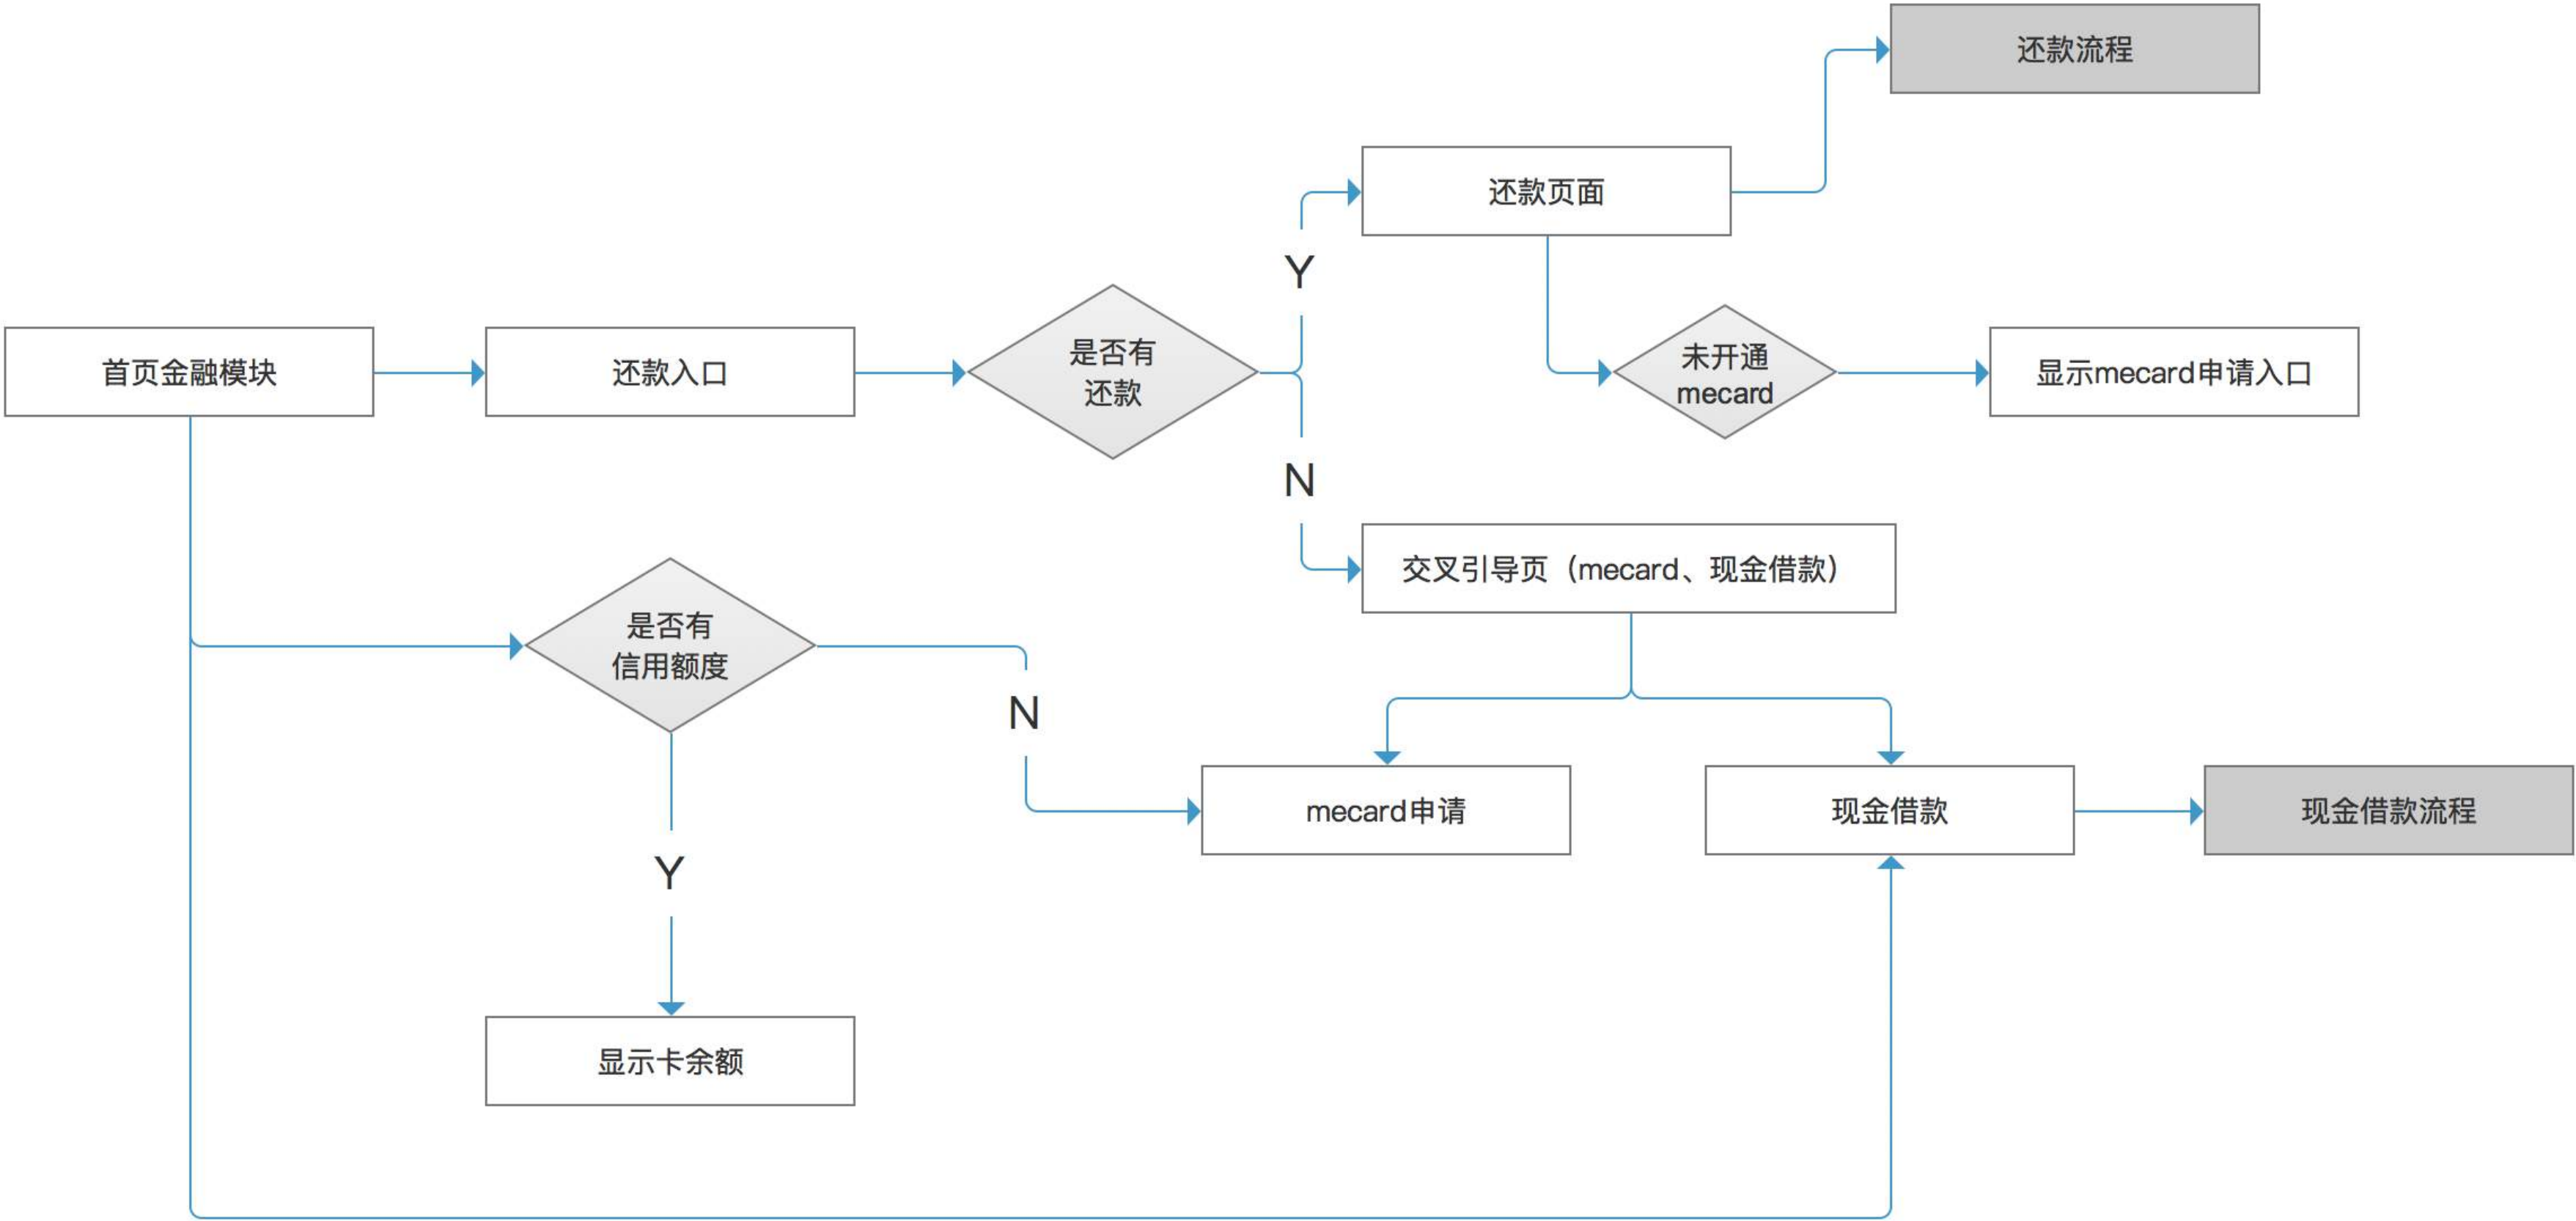 还款流程
还款页面
Y
首页金融模块
还款入口
是否有
还款
未开通
mecard
显示mecard申请入口
N
交叉引导页（mecard、现金借款）
是否有
信用额度
N
mecard申请
现金借款
现金借款流程
Y
显示卡余额